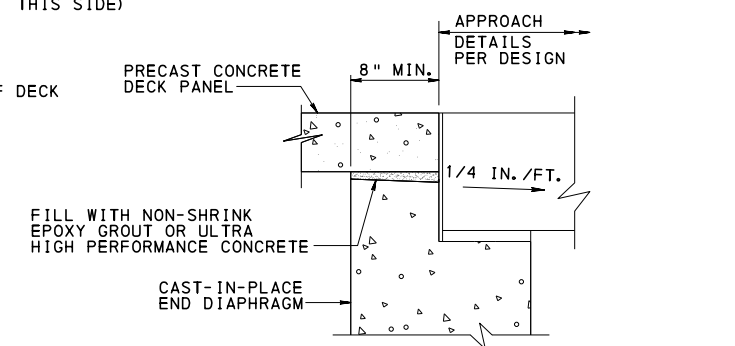 THIS SIDE)
APPROACH
DETAILS
PER DESIGN
8" MIN.
PRECAST CONCRETE
DECK PANEL
DECK
1/4 IN./FT.
FILL WITH NON-SHRINK
EPOXY GROUT OR ULTRA
HIGH PERFORMANCE CONCRETE
CAST-IN-PLACE
END DIAPHRAGM